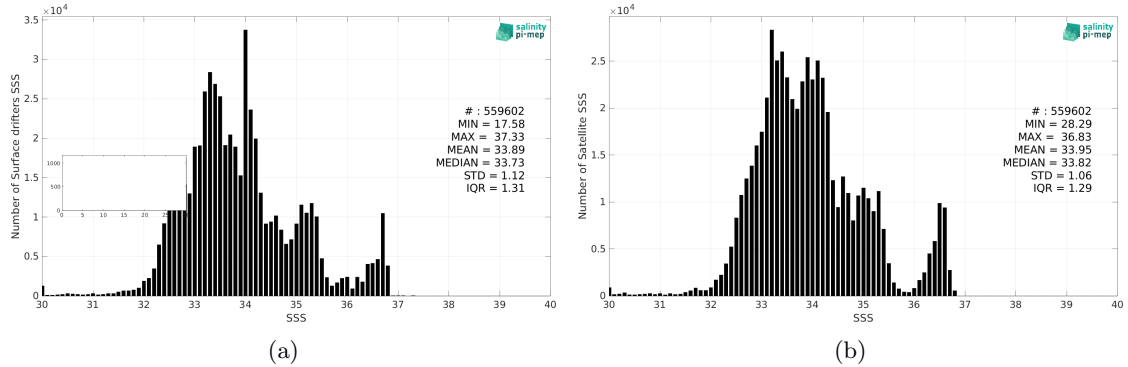 ×10⁴
3.5
3
2.5
2
1.5
1
0.5
0
Number of Surface drifters SSS
salinity
pi-mep
# : 559602
MIN = 17.58
MAX = 37.33
MEAN = 33.89
MEDIAN = 33.73
STD = 1.12
IQR = 1.31
1000
500
0
0 5 10 15 20 25
30 31 32 33 34 35 36 37 38 39 40
SSS
(a)
×10⁴
2.5
2
1.5
1
0.5
0
Number of Satellite SSS
salinity
pi-mep
# : 559602
MIN = 28.29
MAX = 36.83
MEAN = 33.95
MEDIAN = 33.82
STD = 1.06
IQR = 1.29
30 31 32 33 34 35 36 37 38 39 40
SSS
(b)